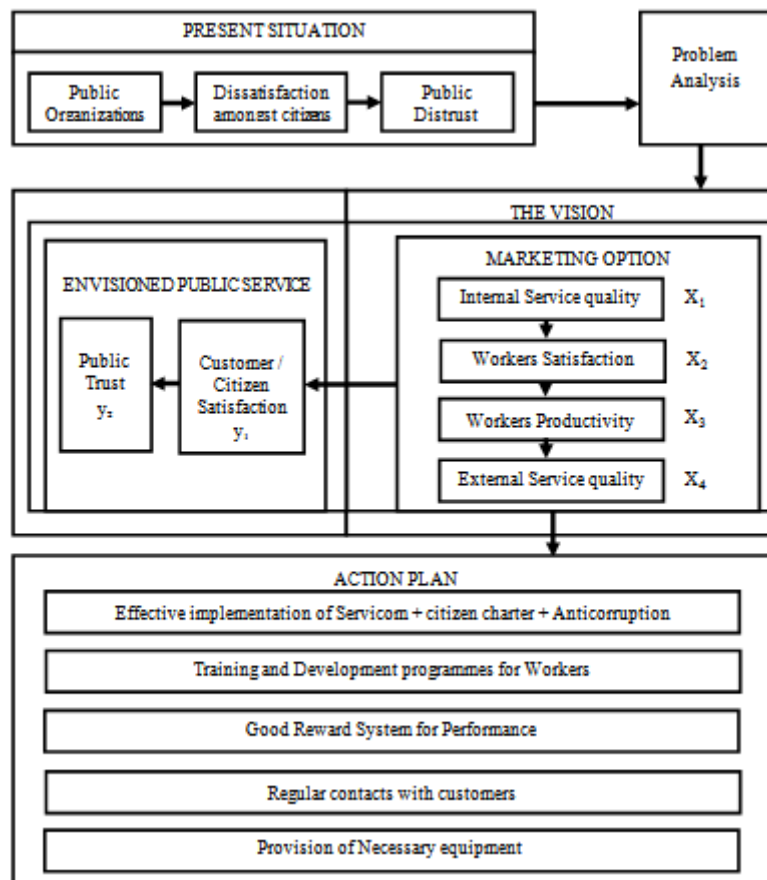 PRESENT SITUATION
Public
Organizations
Dissatisfaction
amongest citizens
Public
Distrust
Problem
Analysis
THE VISION
MARKETING OPTION
Internal Service quality
X₁
Workers Satisfaction
X₂
Workers Productivity
X₃
External Service quality
X₄
ENVISIONED PUBLIC SERVICE
Public
Trust
y₂
Customer /
Citizen
Satisfaction
y₁
ACTION PLAN
Effective implementation of Servicom + citizen charter + Anticorruption
Training and Development programmes for Workers
Good Reward System for Performance
Regular contacts with customers
Provision of Necessary equipment